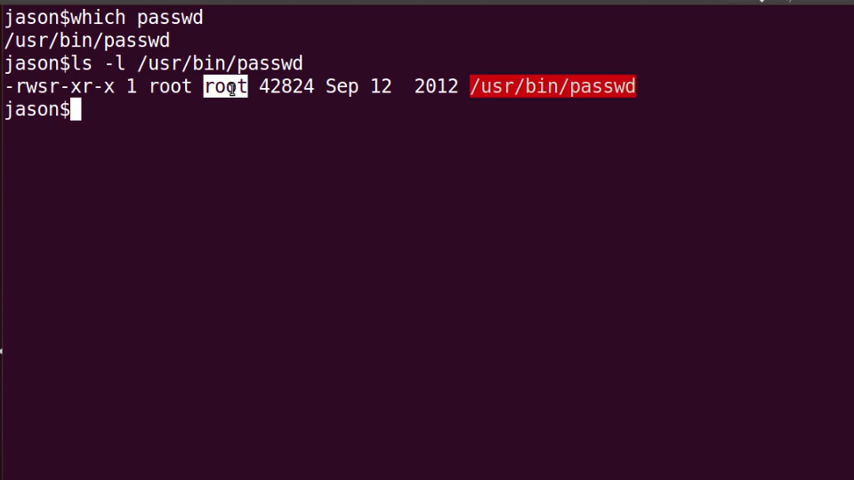 jason$which passwd
/usr/bin/passwd
jason$ls -l /usr/bin/passwd
-rwsr-xr-x 1 root root 42824 Sep 12  2012 /usr/bin/passwd
jason$